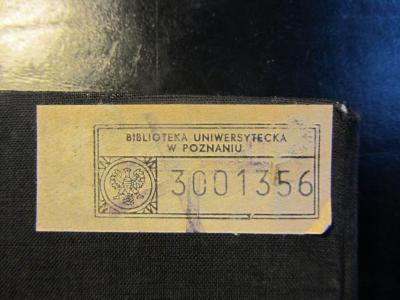 BIBLIOTEKA UNIWERSYTECKA
W POZNANIU
3001356